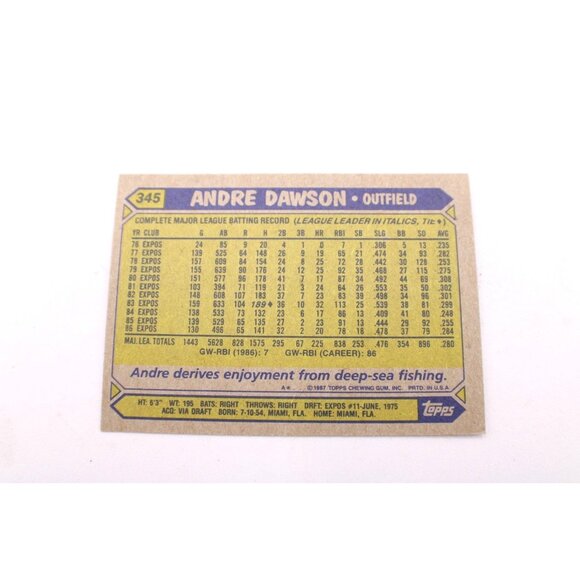 345
ANDRE DAWSON • OUTFIELD
COMPLETE MAJOR LEAGUE BATTING RECORD (LEAGUE LEADER IN ITALICS, TIE ♦)
YR CLUB G AB R H 2B 3B HR RBI SB SLG BB SO AVG
76 EXPOS 24 85 9 20 4 1 0 7 1 .306 5 13 .235
77 EXPOS 139 525 64 148 26 9 19 65 21 .474 34 93 .282
78 EXPOS 157 609 84 154 24 8 25 72 28 .442 30 128 .253
79 EXPOS 155 639 90 176 24 12 25 92 35 .468 27 115 .275
80 EXPOS 151 577 96 178 41 7 17 87 34 .492 44 69 .308
81 EXPOS 103 394 71 119 21 3 24 64 26 .553 35 50 .302
82 EXPOS 148 608 107 183 37 7 23 83 39 .498 34 96 .301
83 EXPOS 159 633 104 189♦ 36 10 32 113 25 .539 38 81 .299
84 EXPOS 138 533 73 132 23 6 17 86 13 .409 41 80 .248
85 EXPOS 139 529 65 135 27 2 23 91 13 .444 29 92 .255
86 EXPOS 130 496 65 141 32 2 20 78 18 .478 37 79 .284
MAJ. LEA. TOTALS 1443 5628 828 1575 295 67 225 838 253 .476 354 896 .280
GW-RBI (1986): 7 GW-RBI (CAREER): 86
Andre derives enjoyment from deep-sea fishing.
A* ©1987 TOPPS CHEWING GUM, INC. PRTD. IN U.S.A.
HT: 6'3" WT: 195 BATS: RIGHT THROWS: RIGHT DRFT: EXPOS #11-JUNE, 1975
ACQ: VIA DRAFT BORN: 7-10-54, MIAMI, FLA. HOME: MIAMI, FLA.
TOPPS